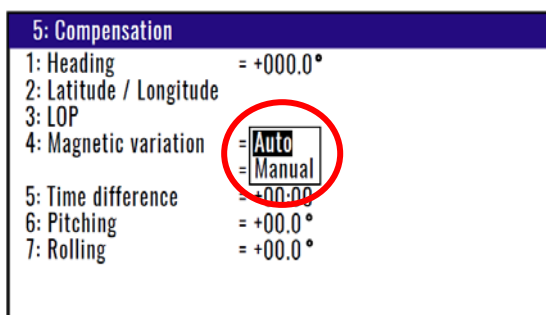 5: Compensation
1: Heading = +000.0°
2: Latitude / Longitude
3: LOP
4: Magnetic variation = Auto
= Manual
5: Time difference = +00:00
6: Pitching = +00.0°
7: Rolling = +00.0°